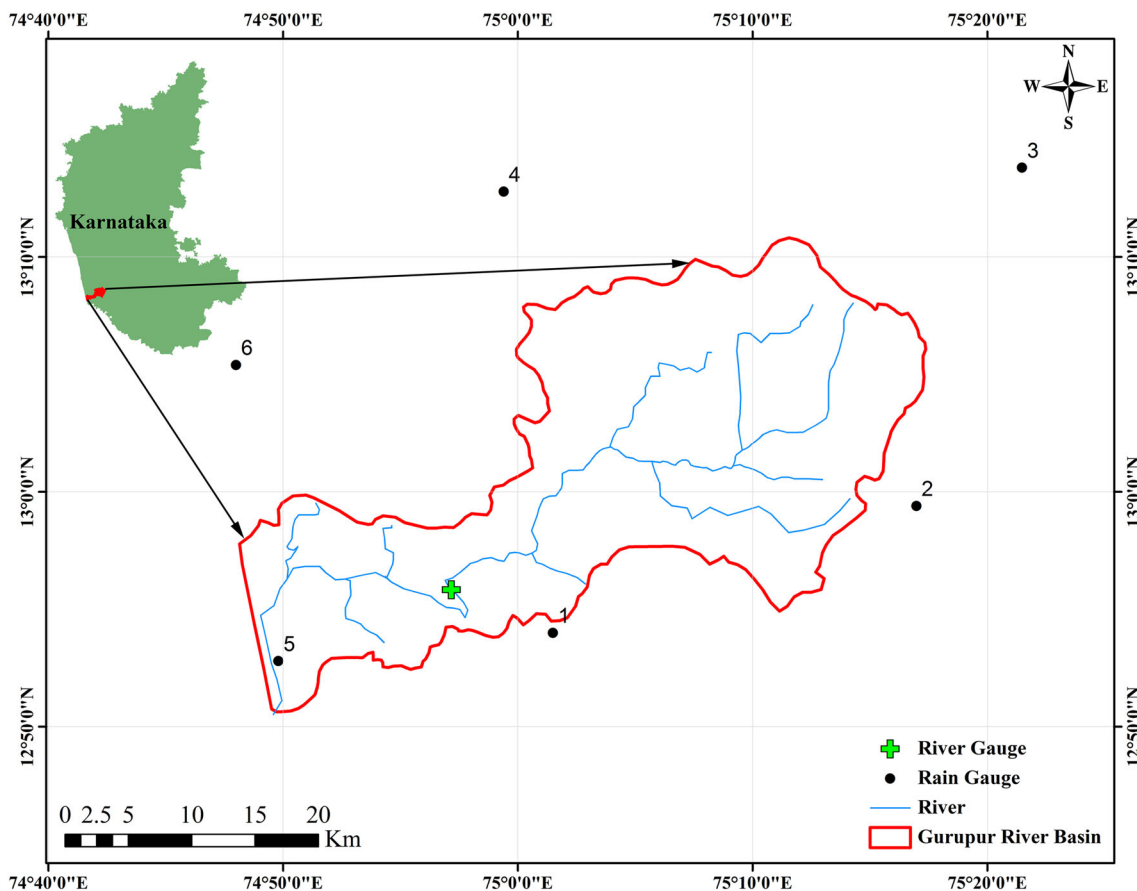 74°40'0"E 74°50'0"E 75°0'0"E 75°10'0"E 75°20'0"E
N
W E
S
3
4
Karnataka
13°10'0"N 13°10'0"N
6
2
13°0'0"N 13°0'0"N
1
5
12°50'0"N 12°50'0"N
River Gauge
Rain Gauge
River
Gurupur River Basin
0 2.5 5 10 15 20
Km
74°40'0"E 74°50'0"E 75°0'0"E 75°10'0"E 75°20'0"E